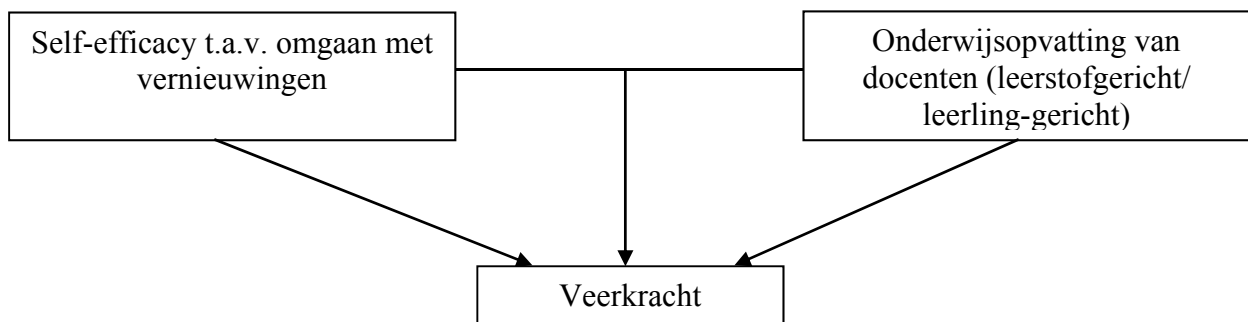 Self-efficacy t.a.v. omgaan met
vernieuwingen
Onderwijsopvatting van
docenten (leerstofgericht/
leerling-gericht)
Veerkracht